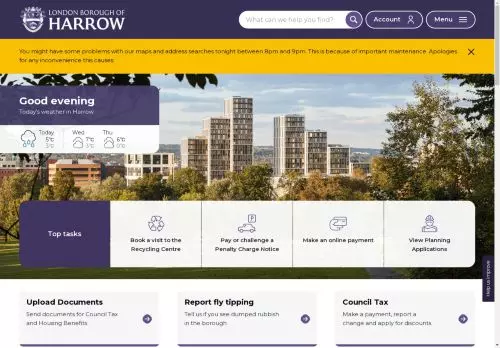 LONDON BOROUGH OF
HARROW
What can we help you find?
Account
Menu
You might have some problems with our maps and address searches tonight between 8pm and 9pm. This is because of important maintenance. Apologies
for any inconvenience this causes.
Good evening
Today's weather in Harrow
Today
5°C
3°C
Wed
7°C
3°C
Thu
6°C
0°C
Top tasks
Book a visit to the
Recycling Centre
Pay or challenge a
Penalty Charge Notice
Make an online payment
View Planning
Applications
Help us improve
Upload Documents
Send documents for Council Tax
and Housing Benefits
Report fly tipping
Tell us if you see dumped rubbish
in the borough
Council Tax
Make a payment, report a
change and apply for discounts